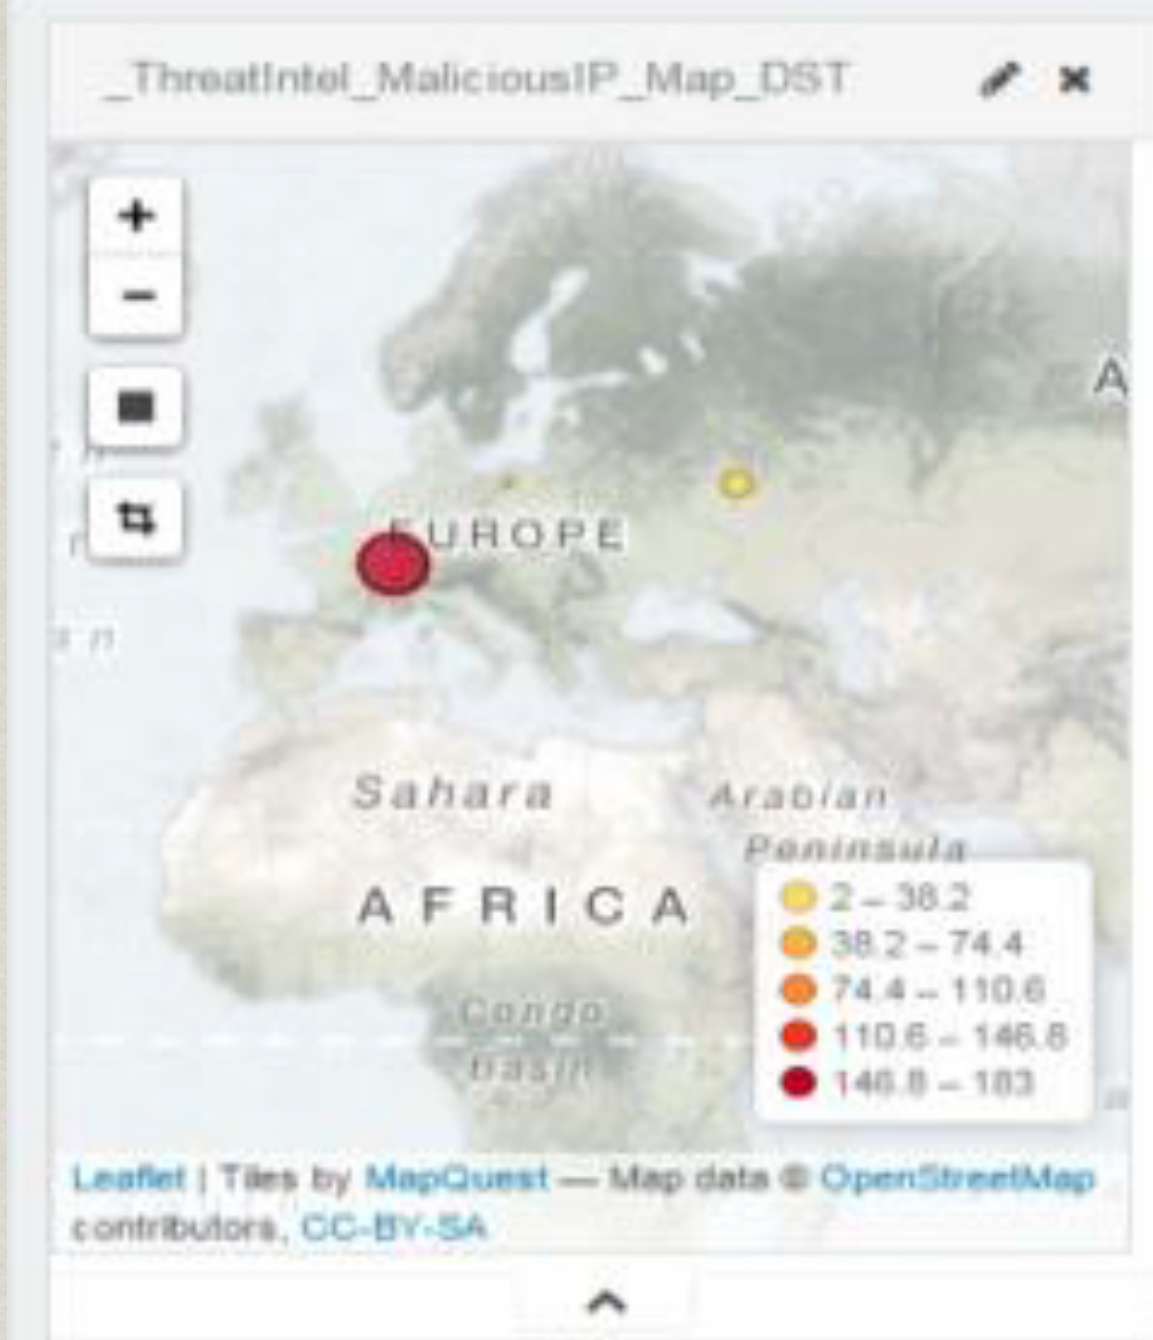 _ThreatIntel_MaliciousIP_Map_DST
A
EUROPE
Sahara
Arabian
Peninsula
AFRICA
2 – 38.2
38.2 – 74.4
74.4 – 110.6
110.6 – 146.8
146.8 – 183
Congo
basin
Leaflet | Tiles by MapQuest — Map data © OpenStreetMap
contributors, CC-BY-SA